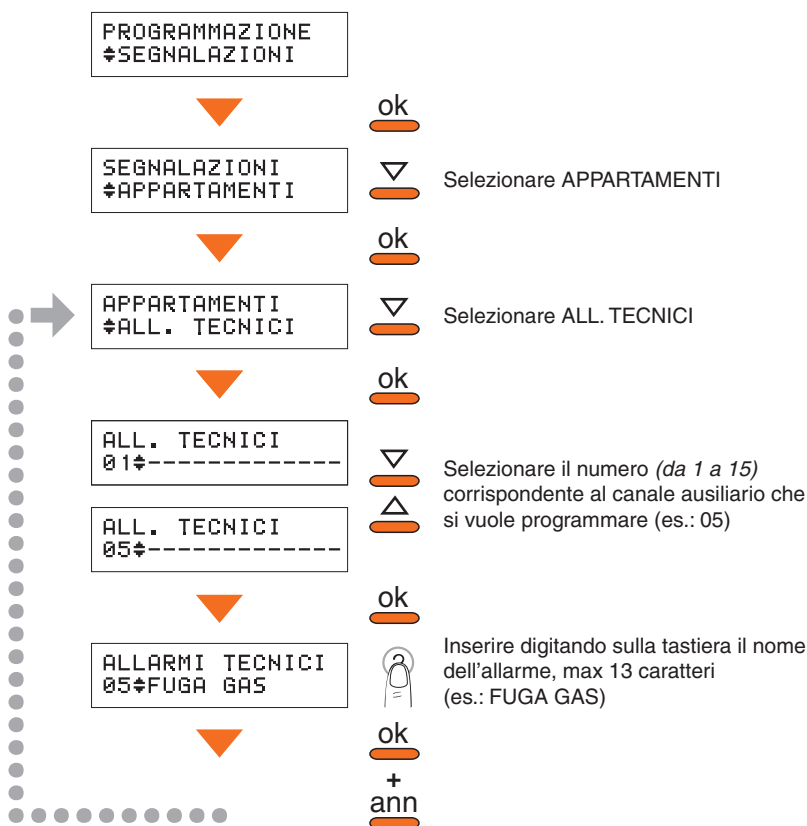 PROGRAMMAZIONE
SEGNALAZIONI
ok
SEGNALAZIONI
APPARTAMENTI
Selezionare APPARTAMENTI
ok
APPARTAMENTI
ALL. TECNICI
Selezionare ALL. TECNICI
ok
ALL. TECNICI
01-------------
ALL. TECNICI
05-------------
Selezionare il numero (da 1 a 15)
corrispondente al canale ausiliario che
si vuole programmare (es.: 05)
ok
ALLARMI TECNICI
05FUGA GAS
Inserire digitando sulla tastiera il nome
dell'allarme, max 13 caratteri
(es.: FUGA GAS)
ok
+
ann